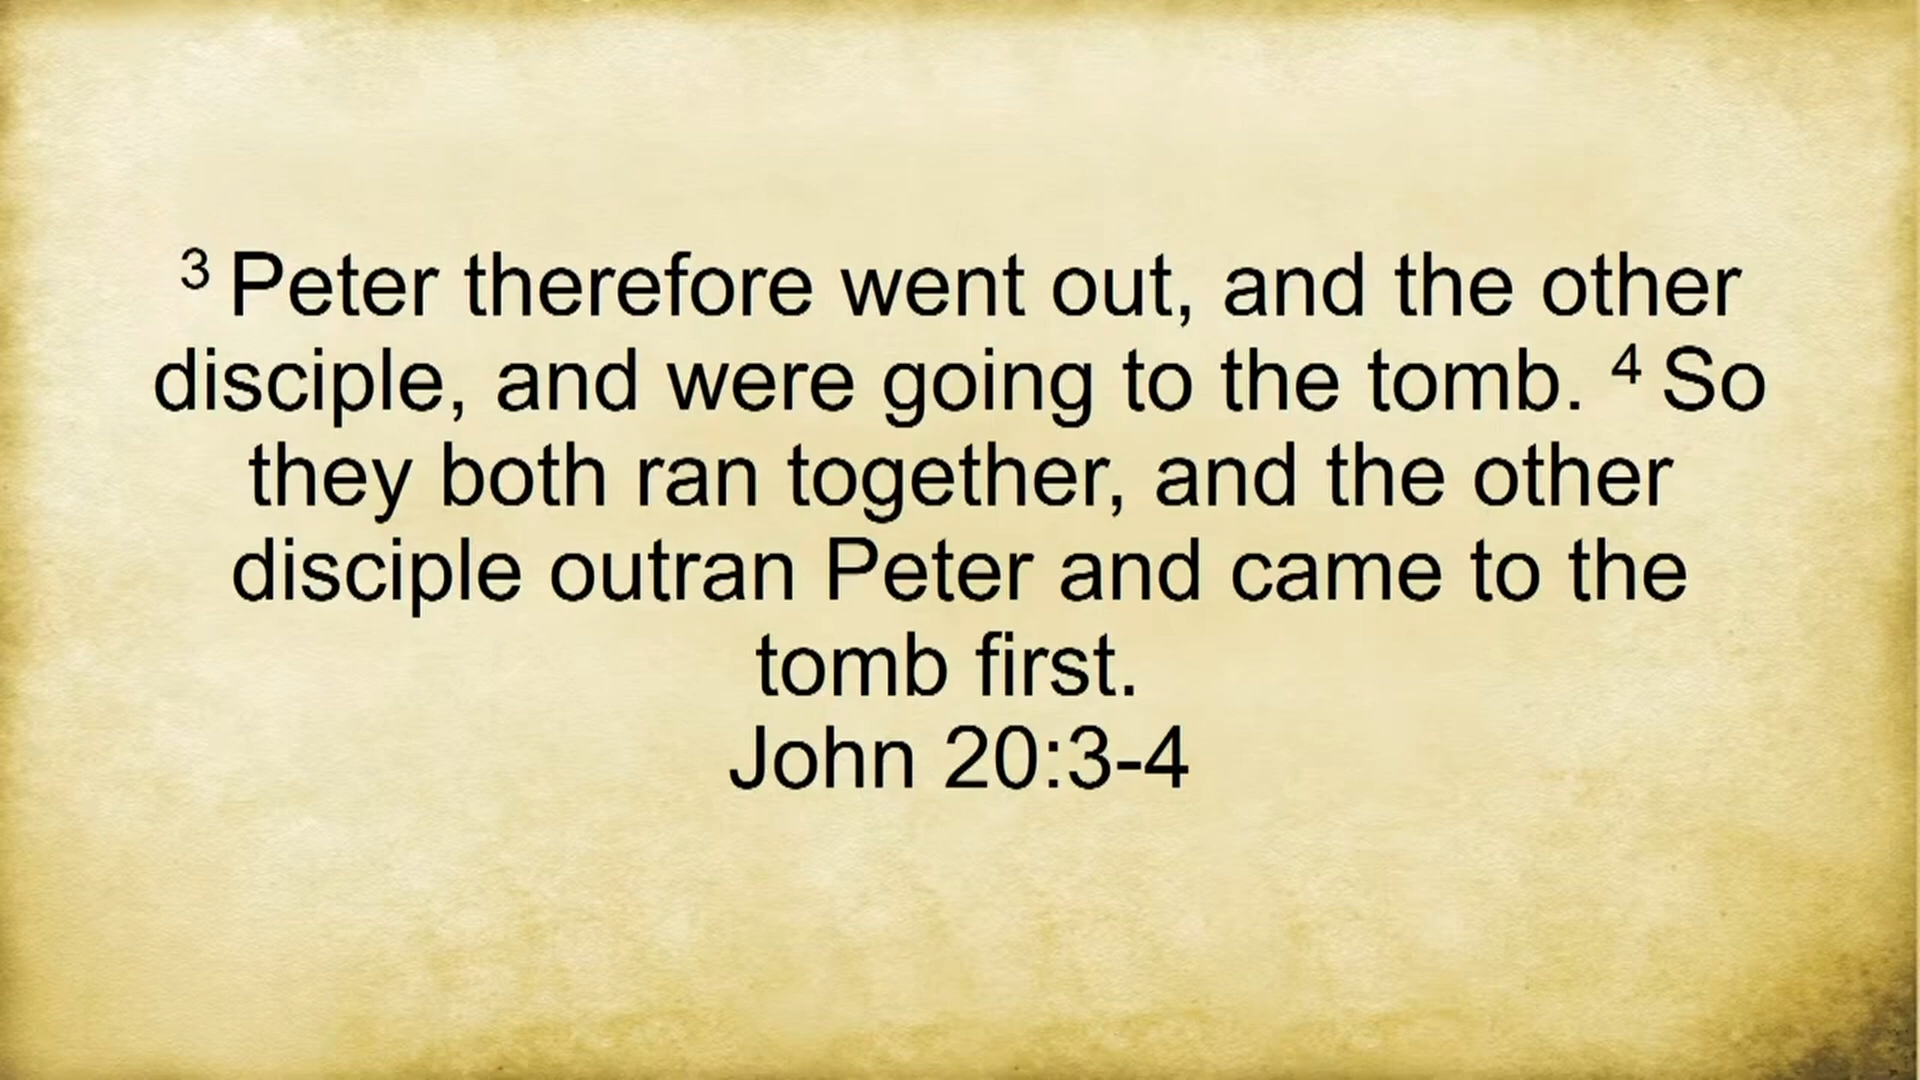 ³ Peter therefore went out, and the other
disciple, and were going to the tomb. ⁴ So
they both ran together, and the other
disciple outran Peter and came to the
tomb first.
John 20:3-4